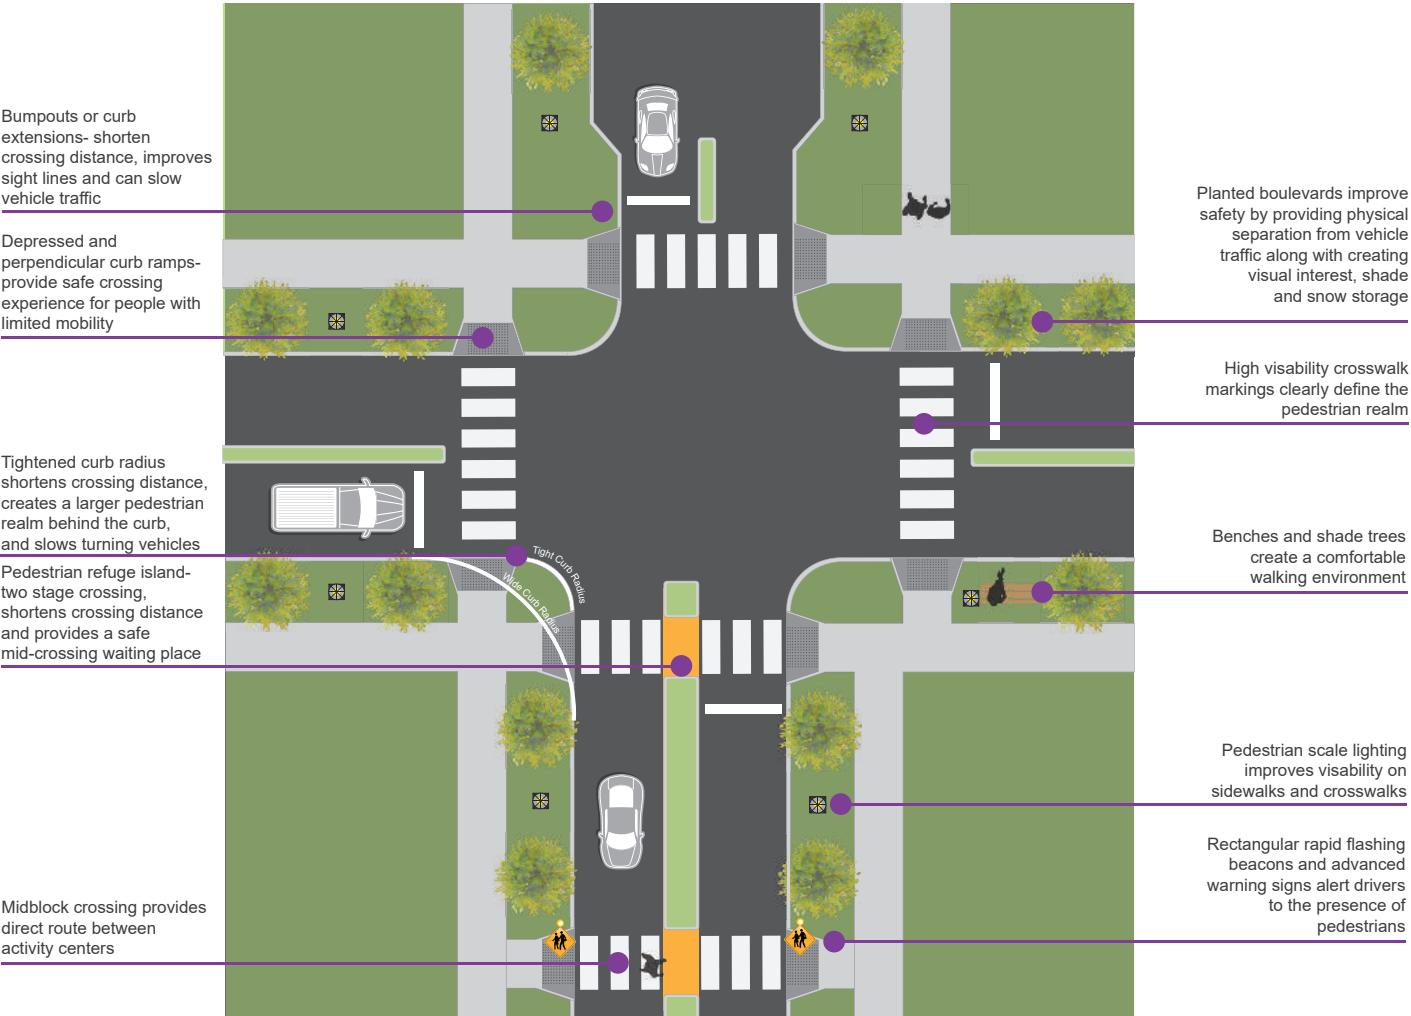 Bumpouts or curb
extensions- shorten
crossing distance, improves
sight lines and can slow
vehicle traffic
Depressed and
perpendicular curb ramps-
provide safe crossing
experience for people with
limited mobility
Tightened curb radius
shortens crossing distance,
creates a larger pedestrian
realm behind the curb,
and slows turning vehicles
Pedestrian refuge island-
two stage crossing,
shortens crossing distance
and provides a safe
mid-crossing waiting place
Midblock crossing provides
direct route between
activity centers
Tight Curb Radius
Wide Curb Radius
Planted boulevards improve
safety by providing physical
separation from vehicle
traffic along with creating
visual interest, shade
and snow storage
High visability crosswalk
markings clearly define the
pedestrian realm
Benches and shade trees
create a comfortable
walking environment
Pedestrian scale lighting
improves visability on
sidewalks and crosswalks
Rectangular rapid flashing
beacons and advanced
warning signs alert drivers
to the presence of
pedestrians